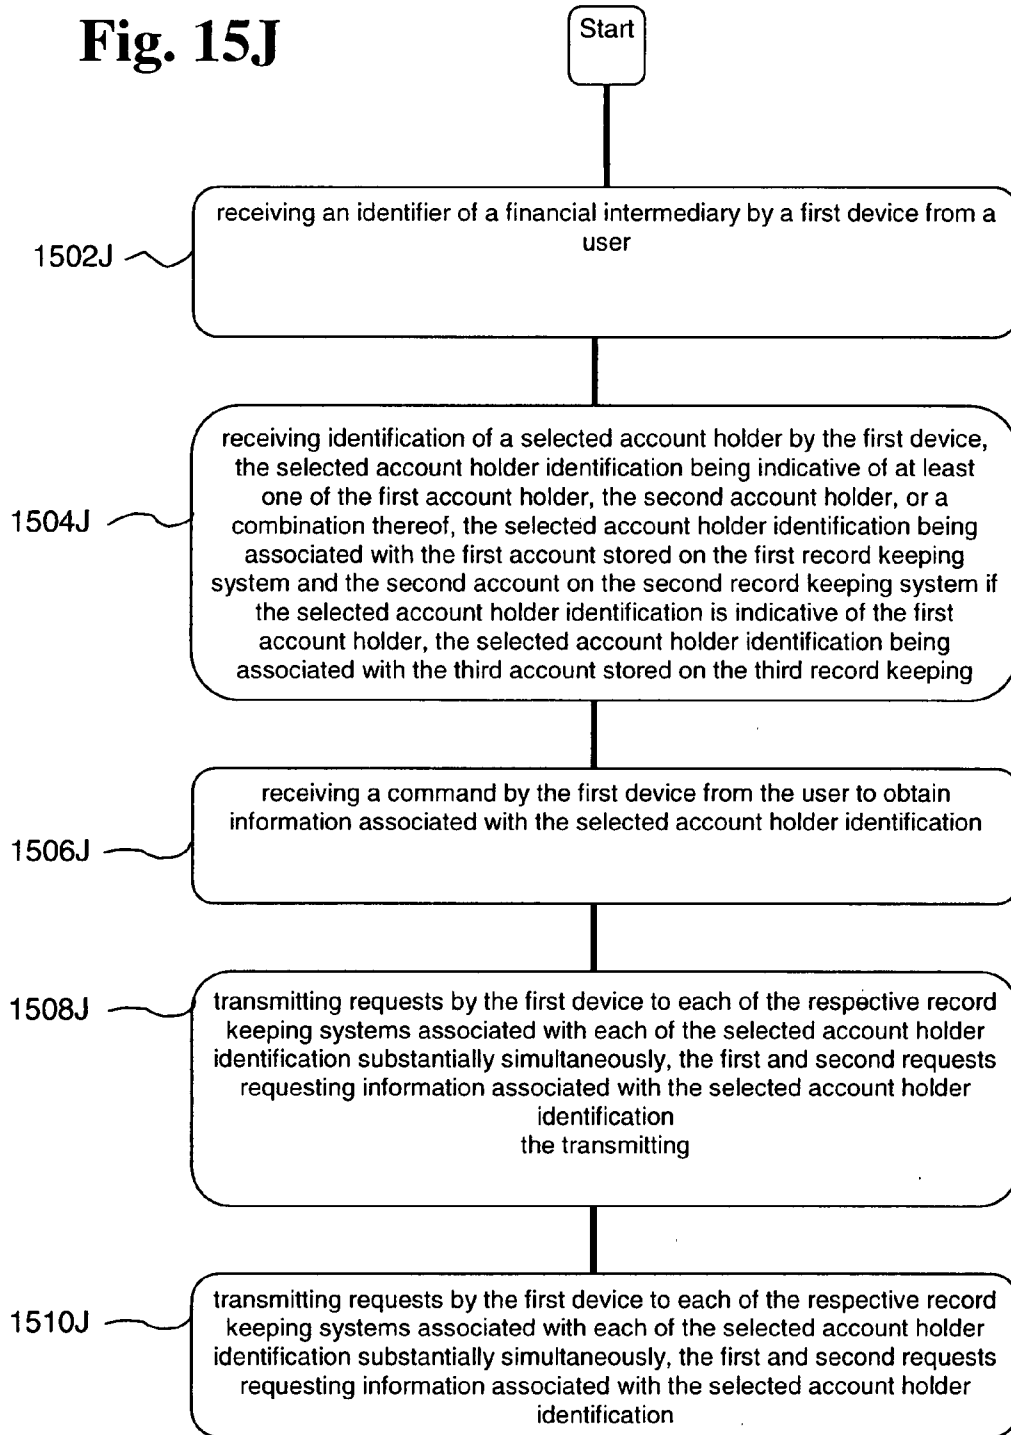 Fig. 15J
Start
receiving an identifier of a financial intermediary by a first device from a
user
1502J
receiving identification of a selected account holder by the first device,
the selected account holder identification being indicative of at least
one of the first account holder, the second account holder, or a
combination thereof, the selected account holder identification being
associated with the first account stored on the first record keeping
system and the second account on the second record keeping system if
the selected account holder identification is indicative of the first
account holder, the selected account holder identification being
associated with the third account stored on the third record keeping
1504J
receiving a command by the first device from the user to obtain
information associated with the selected account holder identification
1506J
transmitting requests by the first device to each of the respective record
keeping systems associated with each of the selected account holder
identification substantially simultaneously, the first and second requests
requesting information associated with the selected account holder
identification
the transmitting
1508J
transmitting requests by the first device to each of the respective record
keeping systems associated with each of the selected account holder
identification substantially simultaneously, the first and second requests
requesting information associated with the selected account holder
identification
1510J